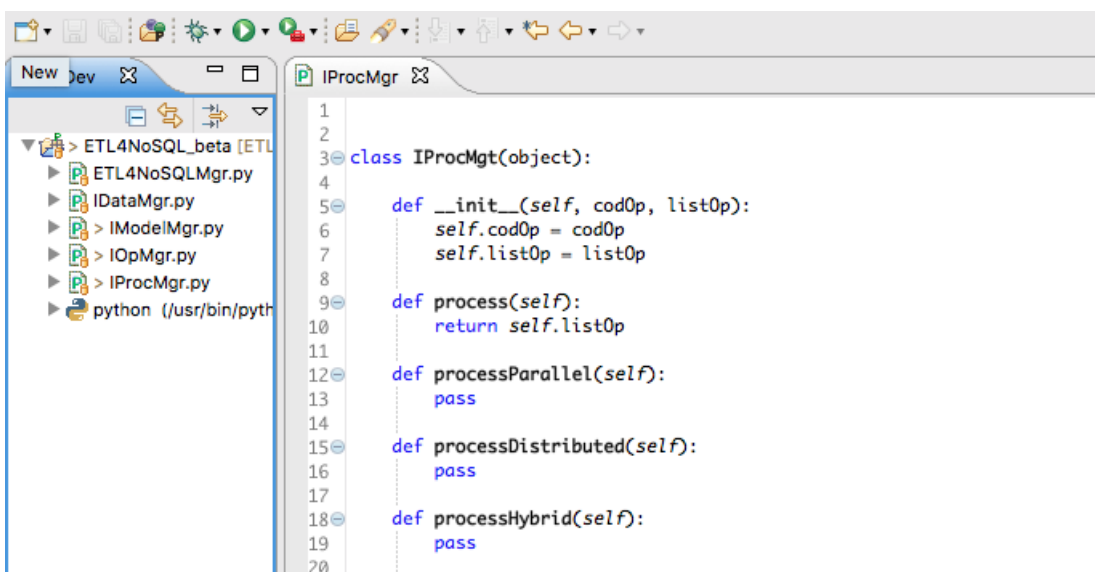 New Dev
IProcMgr
> ETL4NoSQL_beta [ETL
ETL4NoSQLMgr.py
IDataMgr.py
> IModelMgr.py
> IOpMgr.py
> IProcMgr.py
python (/usr/bin/pyth
1
2
3 class IProcMgt(object):
4
5     def __init__(self, codOp, listOp):
6         self.codOp = codOp
7         self.listOp = listOp
8
9     def process(self):
10         return self.listOp
11
12     def processParallel(self):
13         pass
14
15     def processDistributed(self):
16         pass
17
18     def processHybrid(self):
19         pass
20